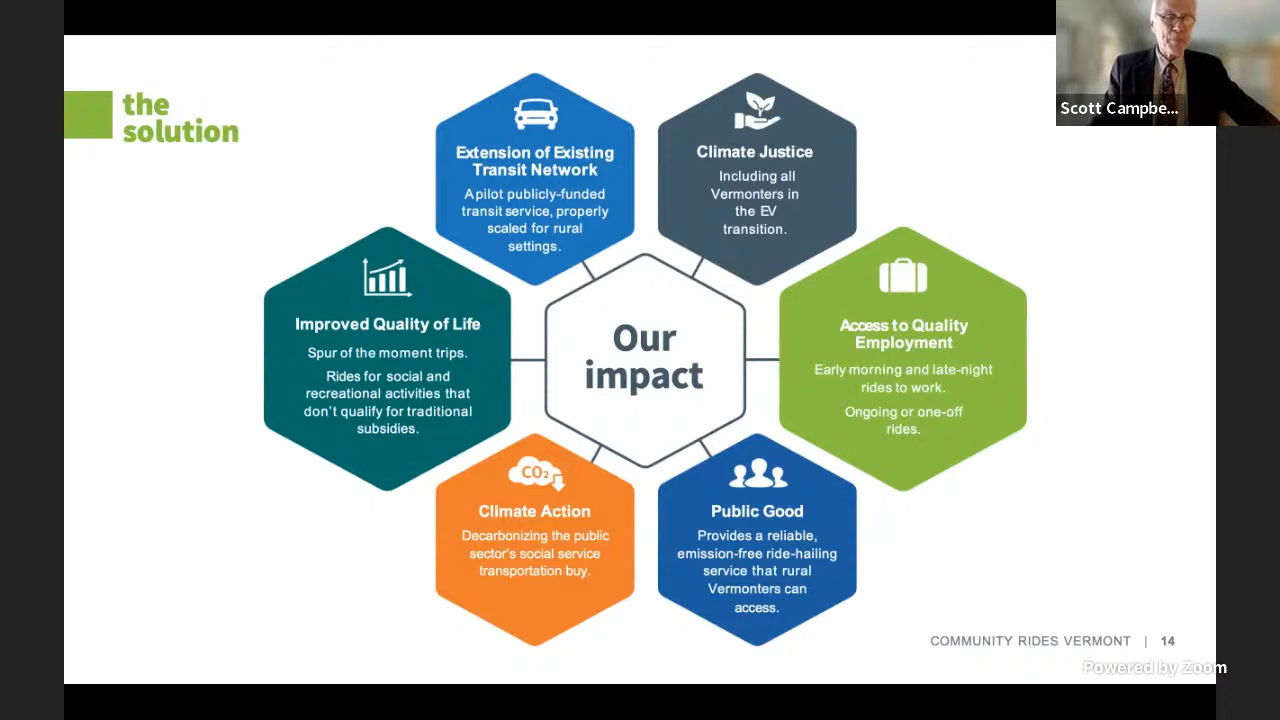 the
solution
Extension of Existing
Transit Network
A pilot publicly-funded
transit service, properly
scaled for rural
settings.
Climate Justice
Including all
Vermonters in
the EV
transition.
Scott Campbe...
Improved Quality of Life
Spur of the moment trips.
Rides for social and
recreational activities that
don't qualify for traditional
subsidies.
Our
impact
Access to Quality
Employment
Early morning and late-night
rides to work.
Ongoing or one-off
rides.
CO2
Climate Action
Decarbonizing the public
sector's social service
transportation buy.
Public Good
Provides a reliable,
emission-free ride-hailing
service that rural
Vermonters can
access.
COMMUNITY RIDES VERMONT | 14
Powered by Zoom